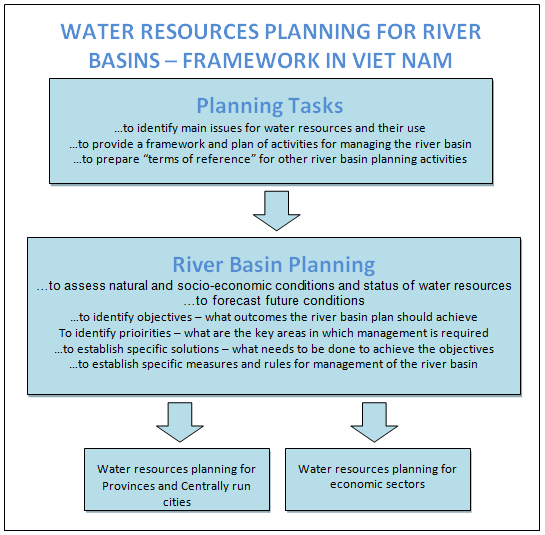 WATER RESOURCES PLANNING FOR RIVER
BASINS – FRAMEWORK IN VIET NAM
Planning Tasks
...to identify main issues for water resources and their use
...to provide a framework and plan of activities for managing the river basin
...to prepare “terms of reference” for other river basin planning activities
River Basin Planning
...to assess natural and socio-economic conditions and status of water resources
...to forecast future conditions
...to identify objectives – what outcomes the river basin plan should achieve
To identify prioirities – what are the key areas in which management is required
...to establish specific solutions – what needs to be done to achieve the objectives
...to establish specific measures and rules for management of the river basin
Water resources planning for
Provinces and Centrally run
cities
Water resources planning for
economic sectors